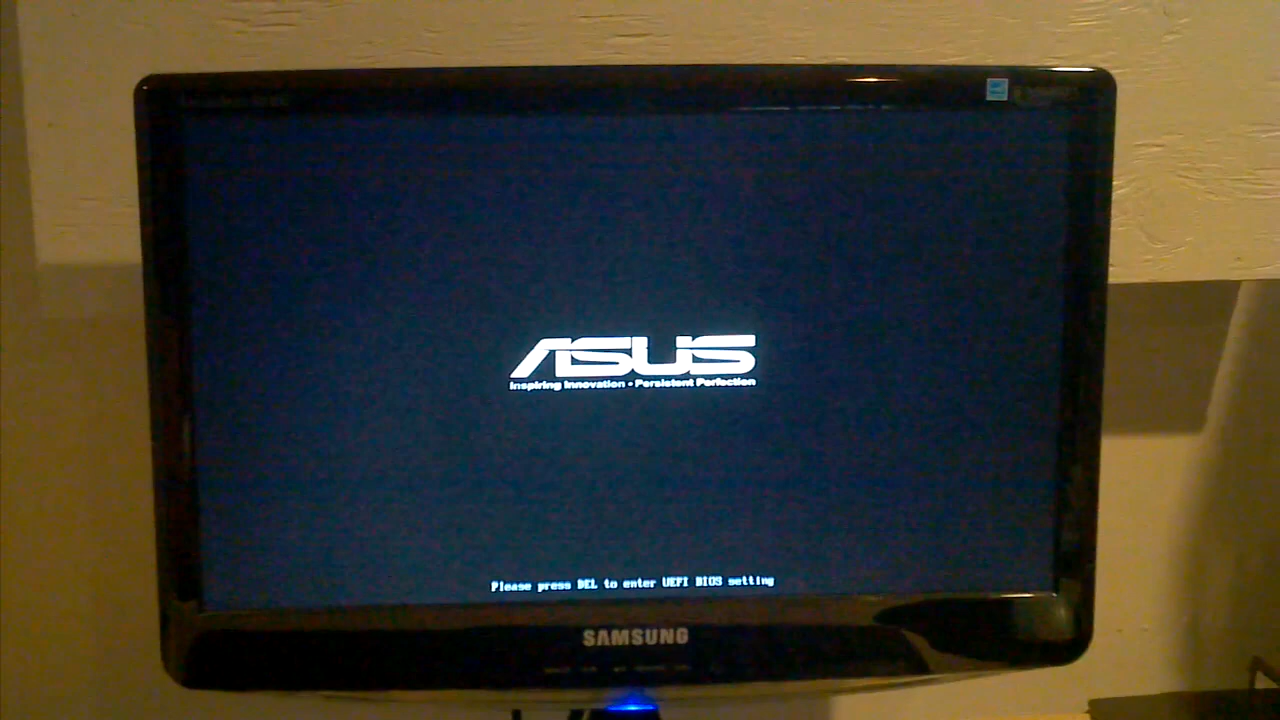 ASUS
Inspiring Innovation • Persistent Perfection
Please press DEL to enter UEFI BIOS setting
SAMSUNG